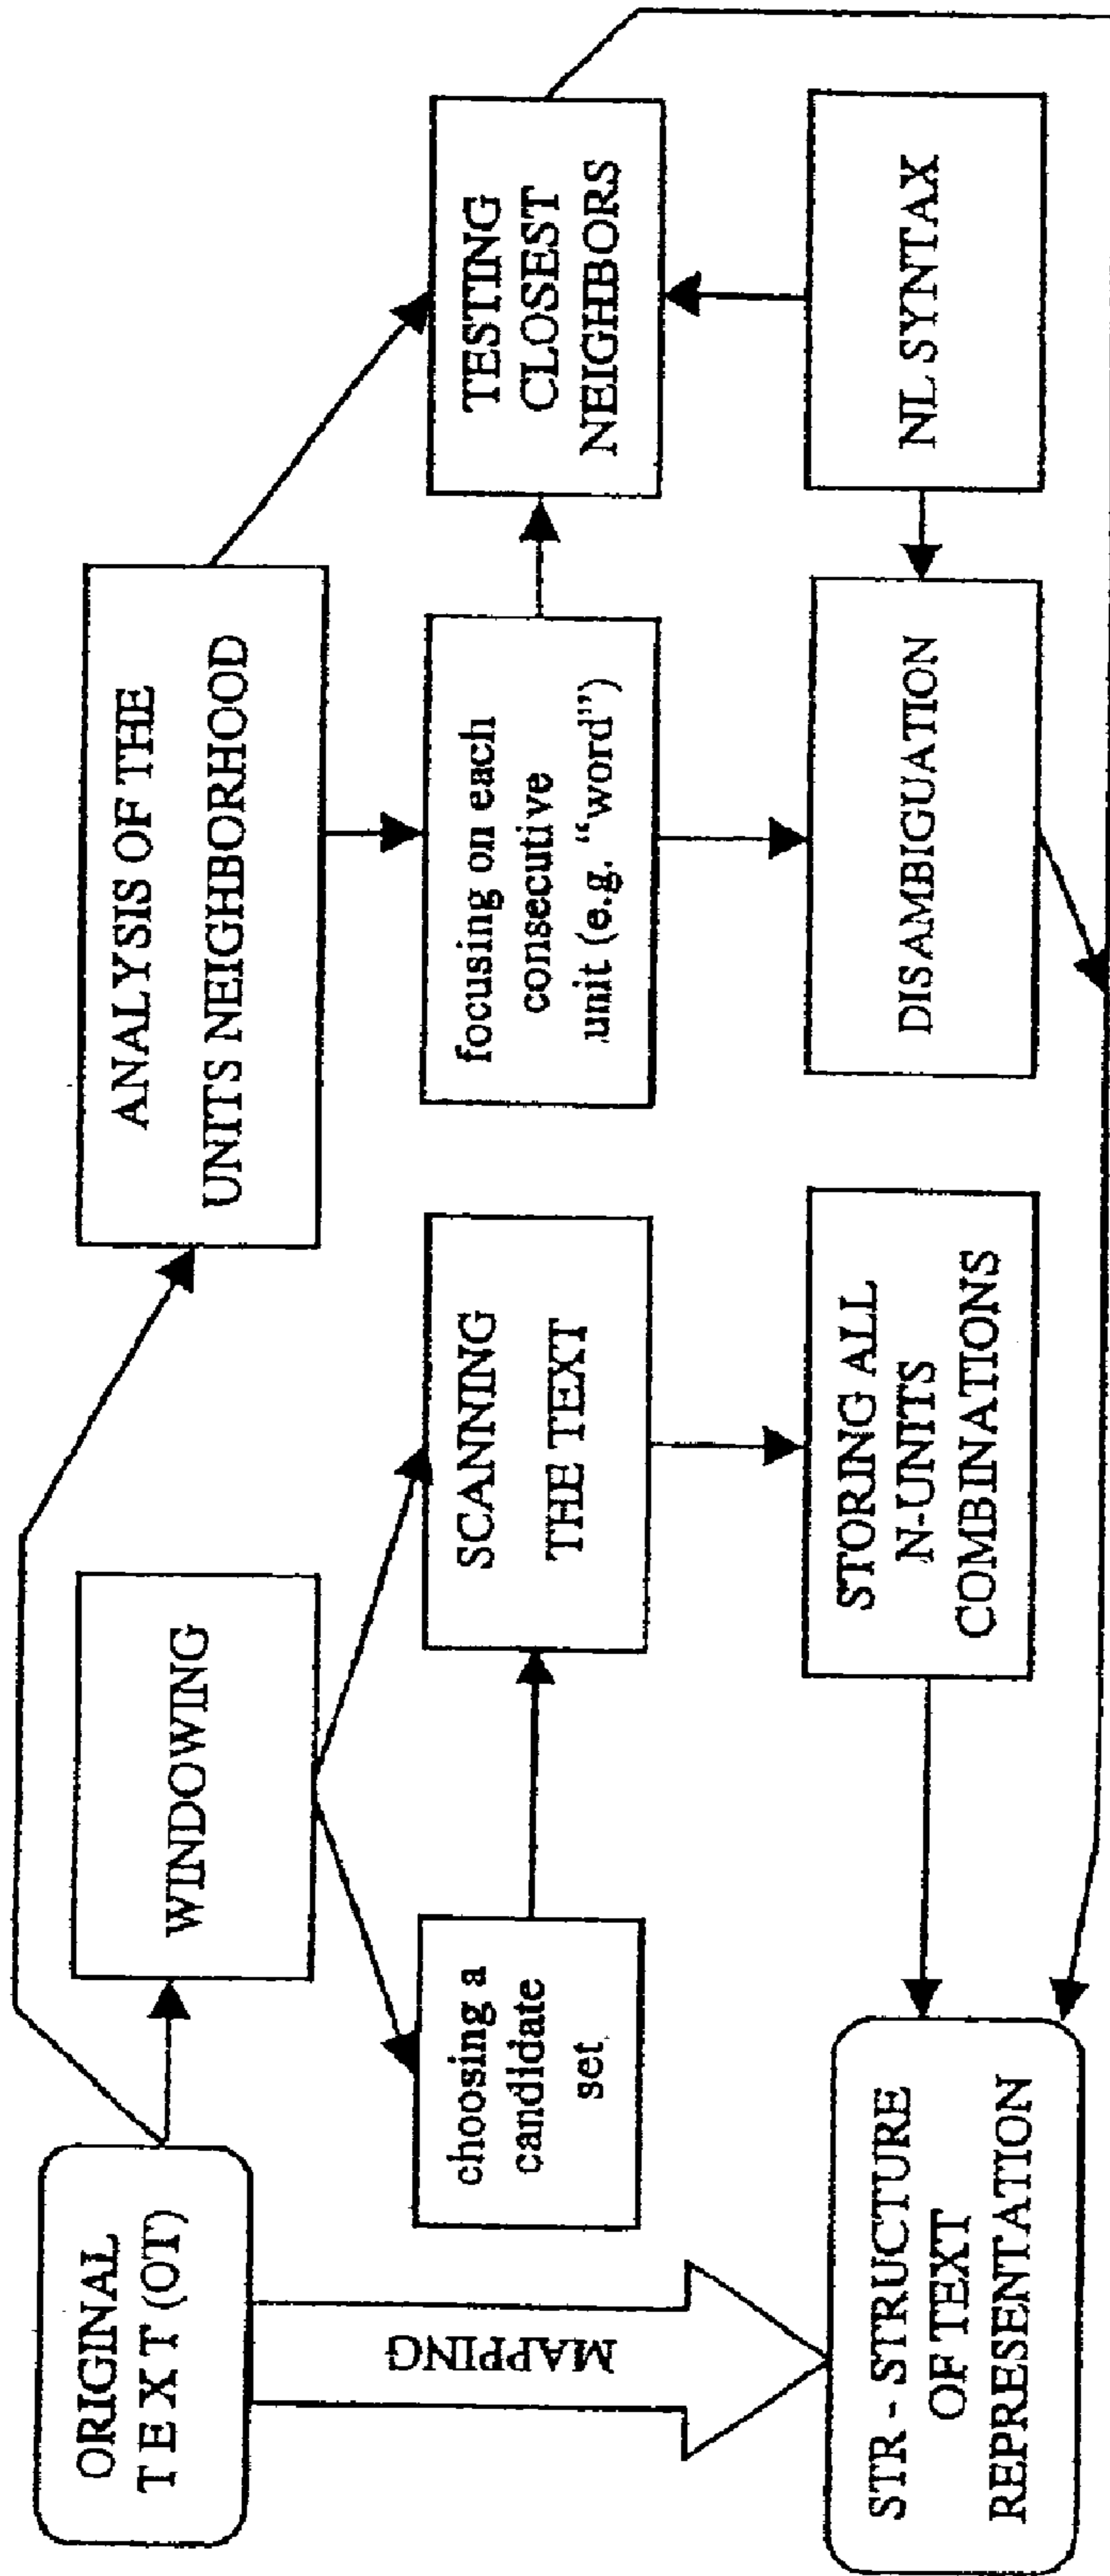 ORIGINAL
T E X T (OT)
WINDOWING
ANALYSIS OF THE
UNITS NEIGHBORHOOD
MAPPING
choosing a
candidate
set
SCANNING
THE TEXT
focusing on each
consecutive
unit (e.g. “word”)
TESTING
CLOSEST
NEIGHBORS
STR - STRUCTURE
OF TEXT
REPRESENTATION
STORING ALL
N-UNITS
COMBINATIONS
DISAMBIGUATION
NL SYNTAX